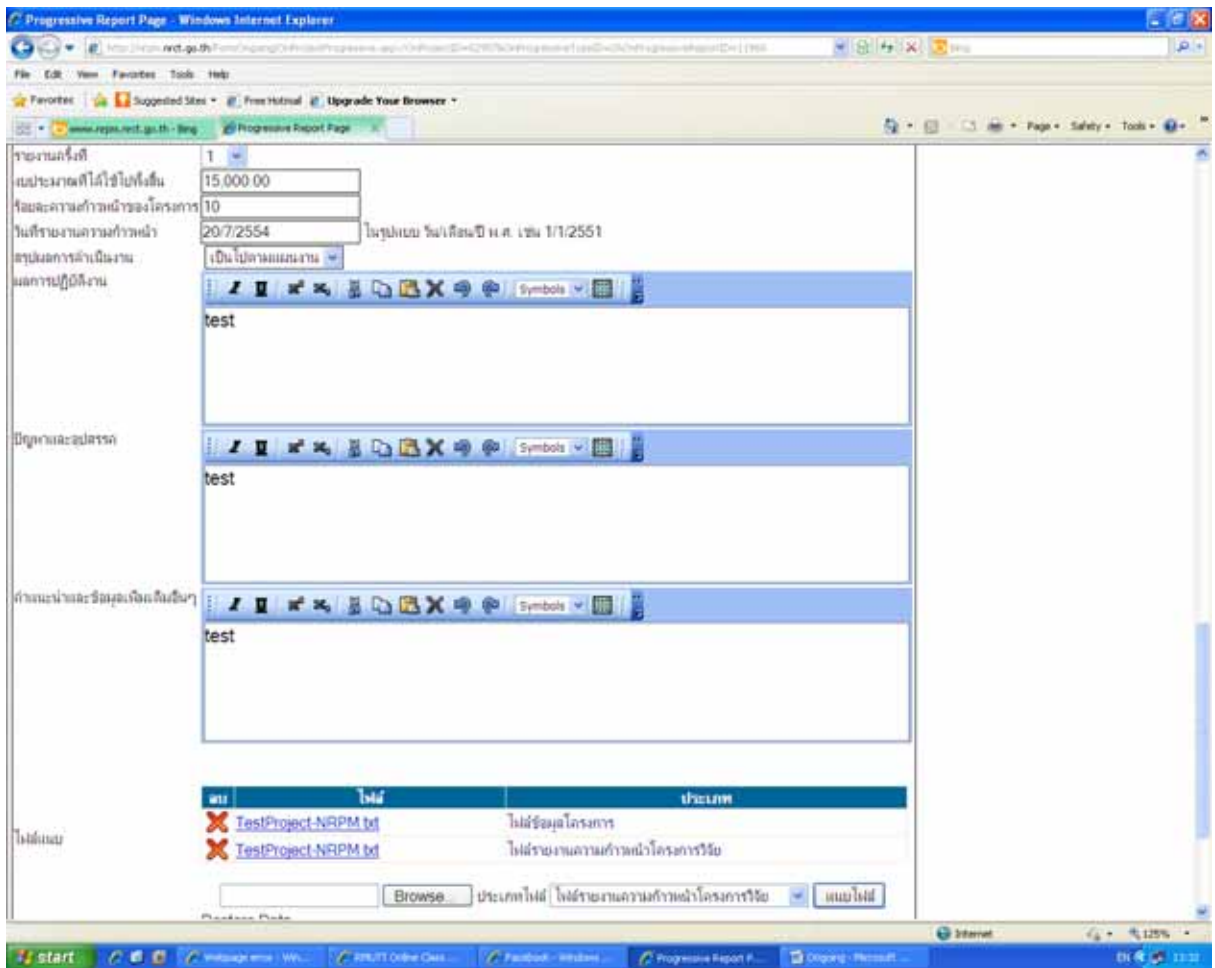 Progressive Report Page - Windows Internet Explorer
nrct.go.th
File Edit View Favorites Tools Help
Favorites Suggested Sites Free Hotmail Upgrade Your Browser
Progressive Report Page
Page Safety Tools
รายงานครั้งที่ 1
งบประมาณที่ได้ใช้ไปทั้งสิ้น 15,000.00
ร้อยละความก้าวหน้าของโครงการ 10
วันที่รายงานความก้าวหน้า 20/7/2554 ในรูปแบบ วัน/เดือน/ปี พ.ศ. เช่น 1/1/2551
สรุปผลการดำเนินงาน เป็นไปตามแผนงาน
ผลการปฏิบัติงาน
Symbols
test
ปัญหาและอุปสรรค
Symbols
test
คำแนะนำและข้อมูลเพิ่มเติมอื่นๆ
Symbols
test
ลบ ไฟล์ ประเภท
TestProject-NRPM.txt ไฟล์ข้อมูลโครงการ
ไฟล์แนบ
TestProject-NRPM.txt ไฟล์รายงานความก้าวหน้าโครงการวิจัย
Browse... ประเภทไฟล์ ไฟล์รายงานความก้าวหน้าโครงการวิจัย แนบไฟล์
Internet 125%
start Progressive Report P... EN